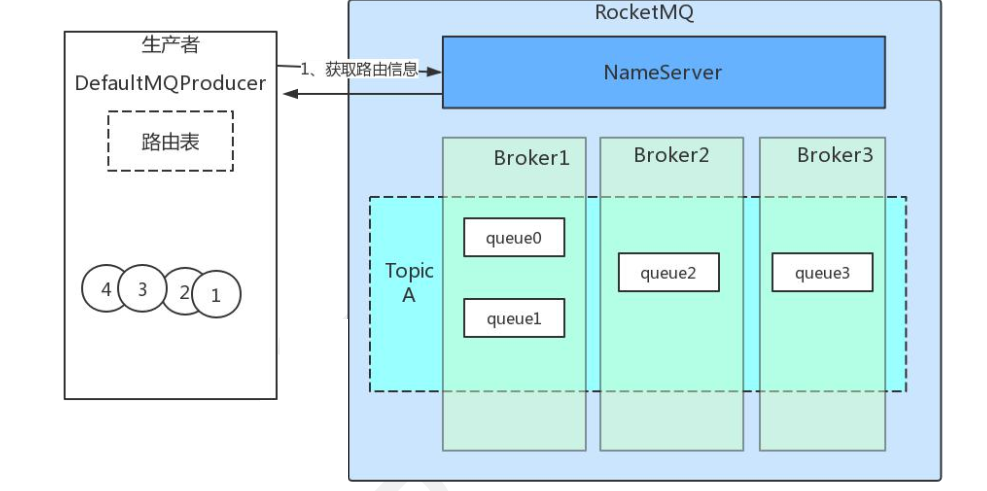 RocketMQ
生产者
DefaultMQProducer
路由表
1、获取路由信息
NameServer
Broker1
Broker2
Broker3
Topic
A
queue0
queue1
queue2
queue3
4
3
2
1